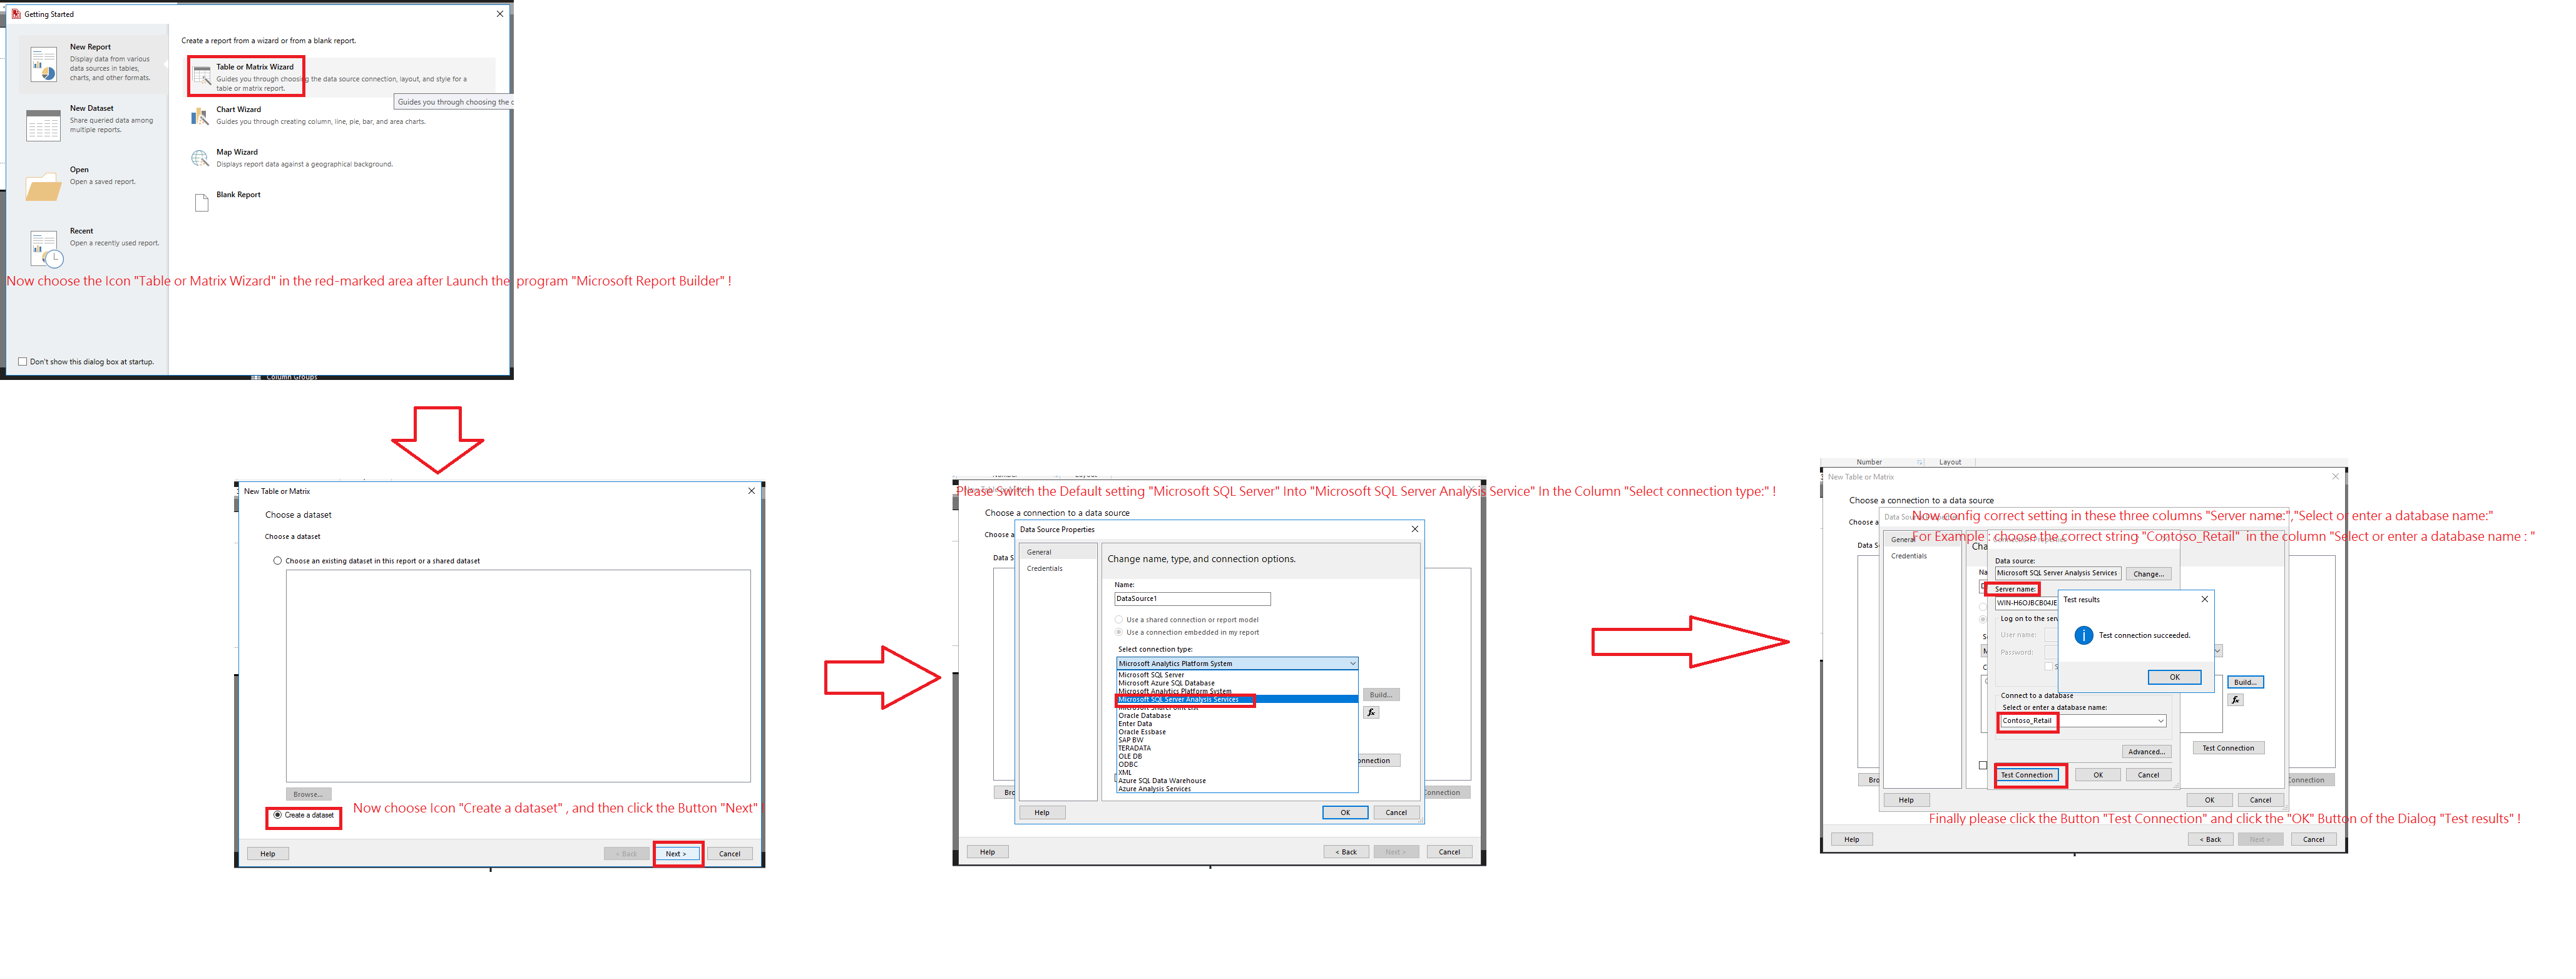 Getting Started
New Report
Display data from various
data sources in tables,
charts, and other formats.
New Dataset
Share queried data among
multiple reports.
Open
Open a saved report.
Recent
Open a recently used report.
Don't show this dialog box at startup.
Create a report from a wizard or from a blank report.
Table or Matrix Wizard
Guides you through choosing the data source connection, layout, and style for a
table or matrix report.
Guides you through choosing the
Chart Wizard
Guides you through creating column, line, pie, bar, and area charts.
Map Wizard
Displays report data against a geographical background.
Blank Report
Now choose the Icon "Table or Matrix Wizard" in the red-marked area after Launch the program "Microsoft Report Builder" !
Column Groups
New Table or Matrix
Choose a dataset
Choose a dataset
Choose an existing dataset in this report or a shared dataset
Browse...
Create a dataset
Now choose Icon "Create a dataset" , and then click the Button "Next" !
Help
< Back
Next >
Cancel
Number
Layout
Please Switch the Default setting "Microsoft SQL Server" Into "Microsoft SQL Server Analysis Service" In the Column "Select connection type:" !
Choose a connection to a data source
Choose a
Data S
Data Source Properties
General
Credentials
Change name, type, and connection options.
Name:
DataSource1
Use a shared connection or report model
Use a connection embedded in my report
Select connection type:
Microsoft Analytics Platform System
Microsoft SQL Server
Microsoft Azure SQL Database
Microsoft Analytics Platform System
Microsoft SQL Server Analysis Services
Microsoft SharePoint List
Oracle Database
Enter Data
Oracle Essbase
SAP BW
TERADATA
OLE DB
ODBC
XML
Azure SQL Data Warehouse
Azure Analysis Services
Build...
fx
onnection
Bro
onnection
Help
OK
Cancel
Help
< Back
Next >
Cancel
Number
Layout
New Table or Matrix
Choose a connection to a data source
Choose a
Now config correct setting in these three columns "Server name:","Select or enter a database name:"
For Example : choose the correct string "Contoso_Retail" in the column "Select or enter a database name : "
Data S
General
Credentials
Cha
Na
Data source:
Microsoft SQL Server Analysis Services
Change...
Server name:
WIN-H6OJBCB04JE
Log on to the serv
User name:
Password:
Test results
Test connection succeeded.
OK
Connect to a database
Select or enter a database name:
Contoso_Retail
Build...
fx
Advanced...
Test Connection
Test Connection
OK
Cancel
Bro
onnection
Help
OK
Cancel
Finally please click the Button "Test Connection" and click the "OK" Button of the Dialog "Test results" !
Help
< Back
Next >
Cancel